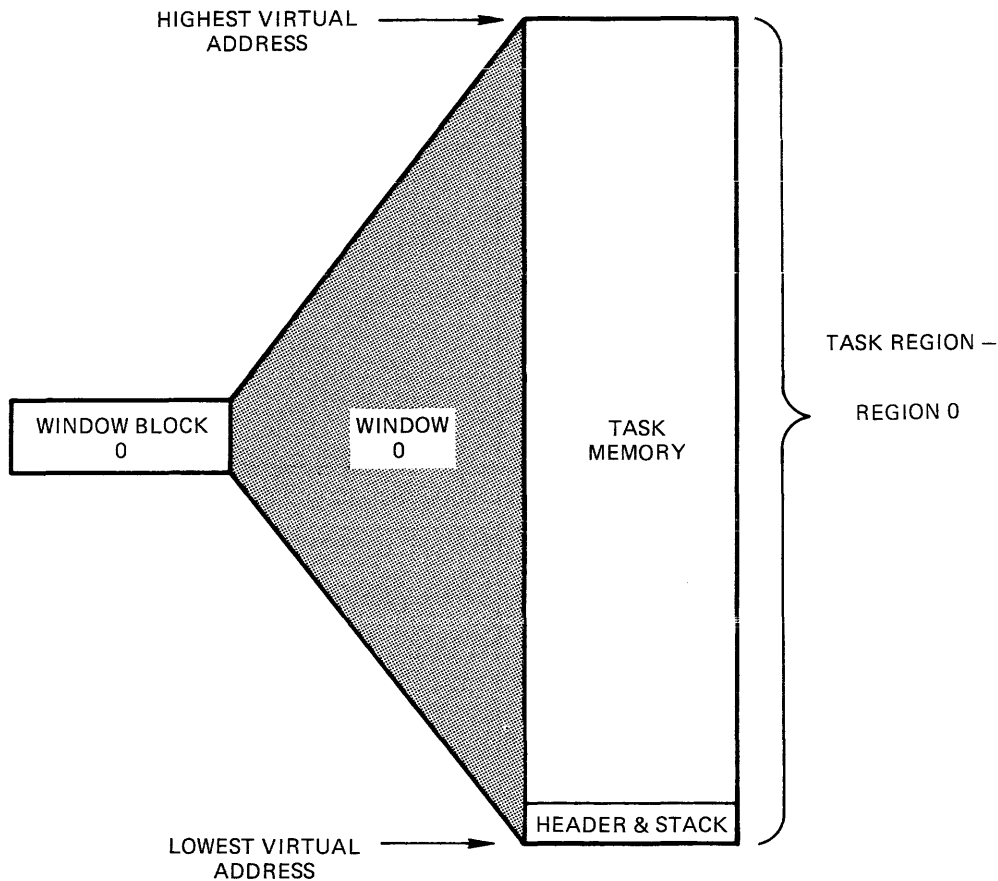 HIGHEST VIRTUAL
ADDRESS
WINDOW BLOCK
0
WINDOW
0
TASK
MEMORY
TASK REGION –
REGION 0
HEADER & STACK
LOWEST VIRTUAL
ADDRESS